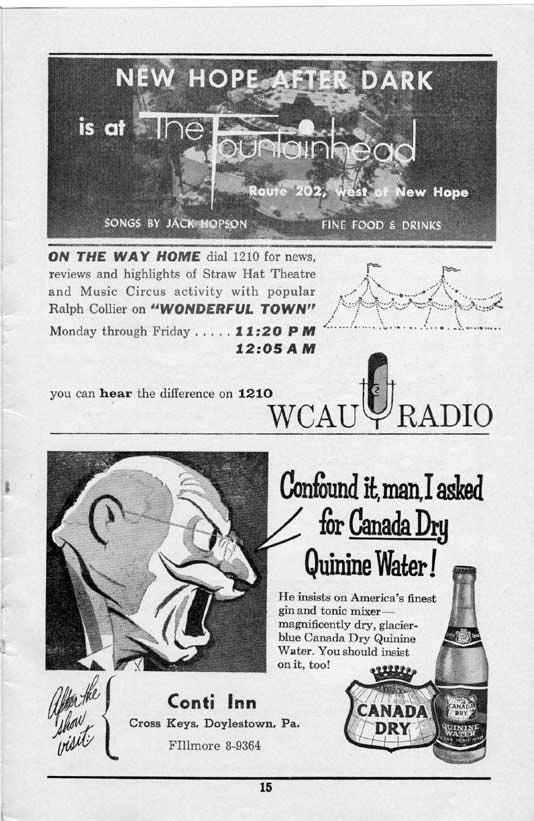 NEW HOPE AFTER DARK
is at The Fountainhead
Route 202, west of New Hope
SONGS BY JACK HOPSON FINE FOOD & DRINKS
ON THE WAY HOME dial 1210 for news,
reviews and highlights of Straw Hat Theatre
and Music Circus activity with popular
Ralph Collier on "WONDERFUL TOWN"
Monday through Friday ..... 11:20 PM
12:05 AM
you can hear the difference on 1210
WCAU RADIO
Confound it, man, I asked
for Canada Dry
Quinine Water!
He insists on America's finest
gin and tonic mixer—
magnificently dry, glacier-
blue Canada Dry Quinine
Water. You should insist
on it, too!
After the
show
visit:
Conti Inn
Cross Keys, Doylestown, Pa.
FIllmore 8-9364
CANADA
DRY
CANADA
DRY
QUININE
WATER
15